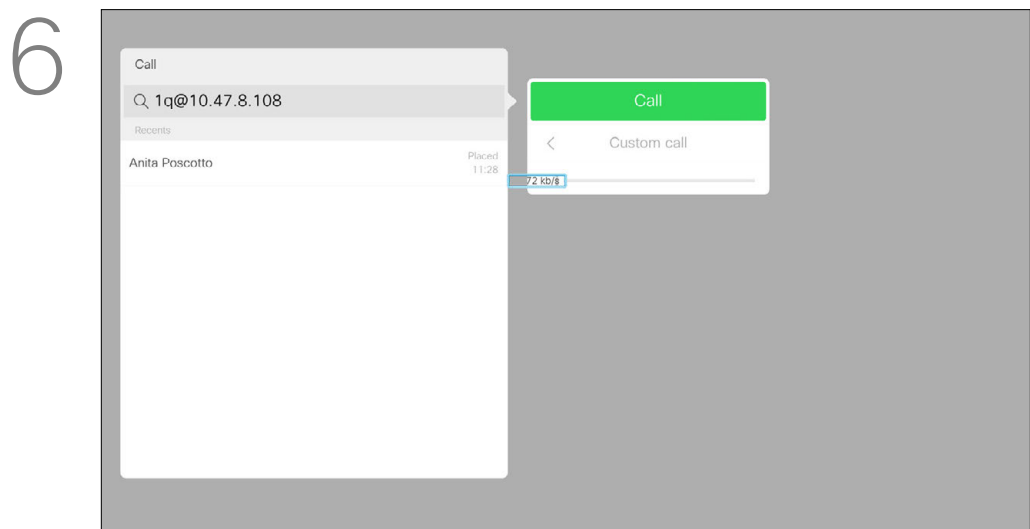 6
Call
1q@10.47.8.108
Recents
Anita Poscotto
Placed
11:28
Call
Custom call
72 kb/s